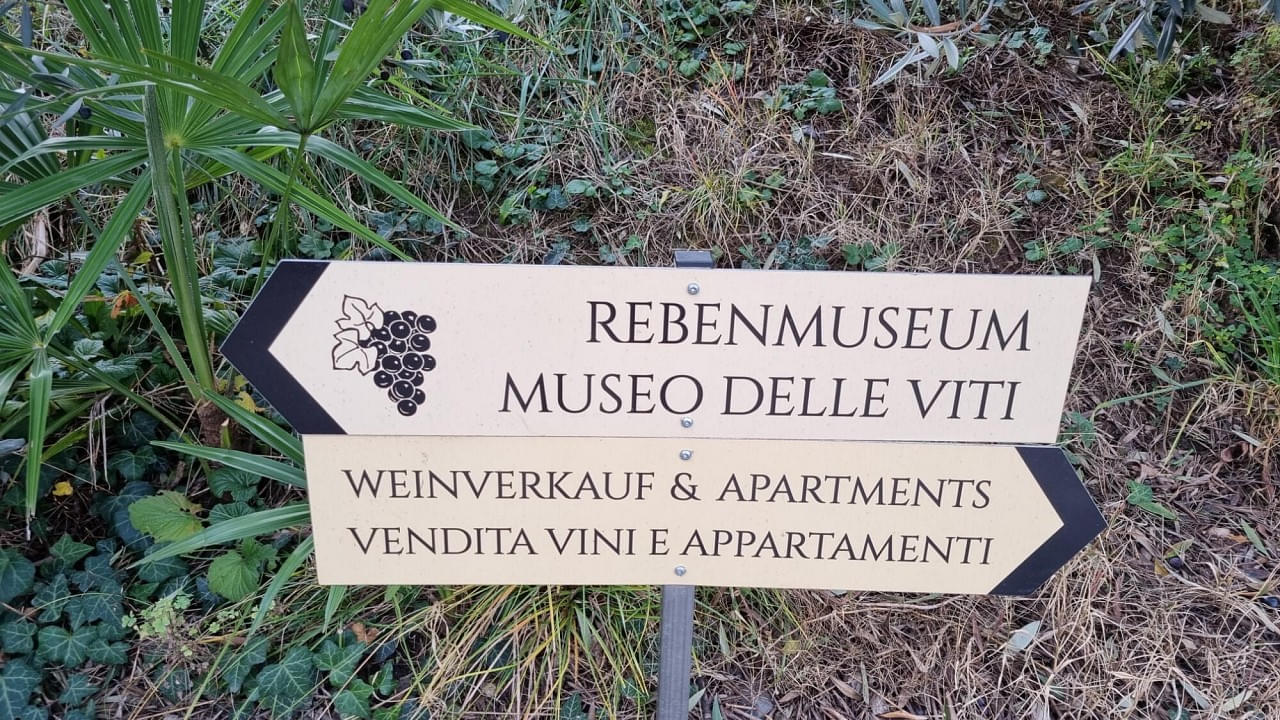 REBENMUSEUM
MUSEO DELLE VITI
WEINVERKAUF & APARTMENTS
VENDITA VINI E APPARTAMENTI